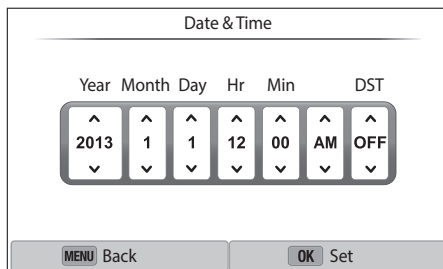 Date & Time
Year Month Day Hr Min DST
2013 1 1 12 00 AM OFF
MENU Back OK Set